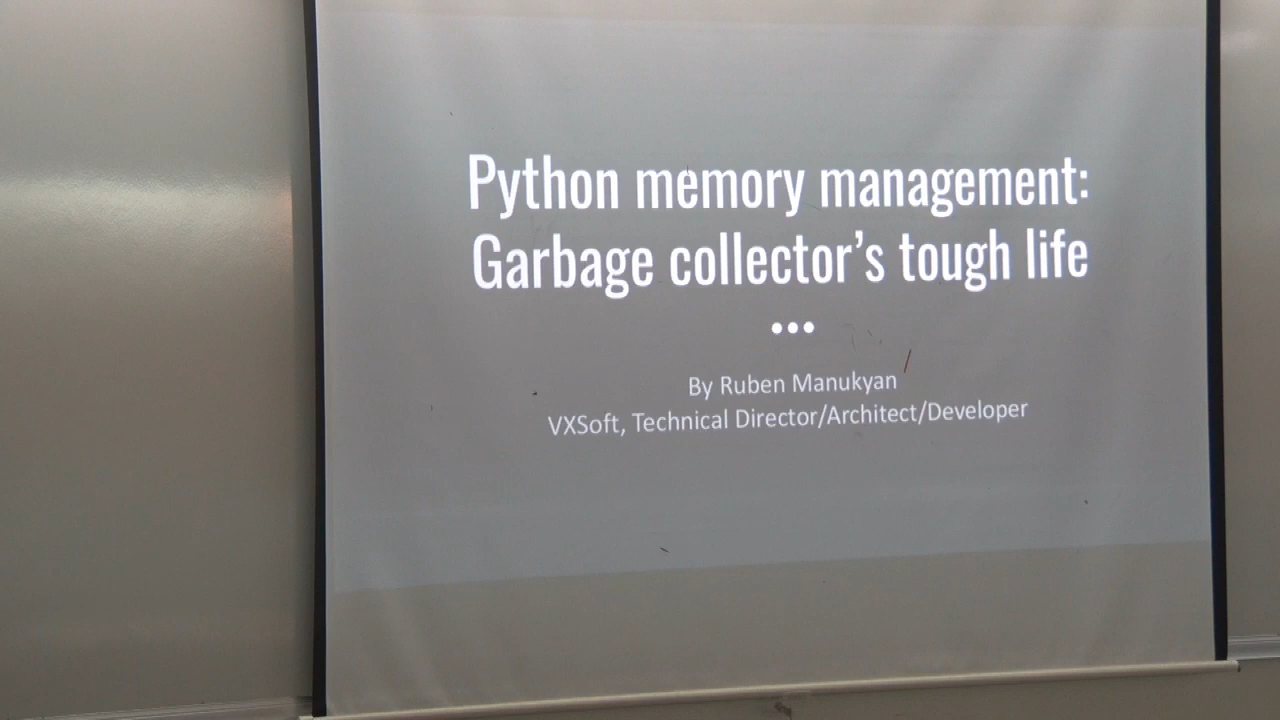 Python memory management:
Garbage collector’s tough life
By Ruben Manukyan
VXSoft, Technical Director/Architect/Developer